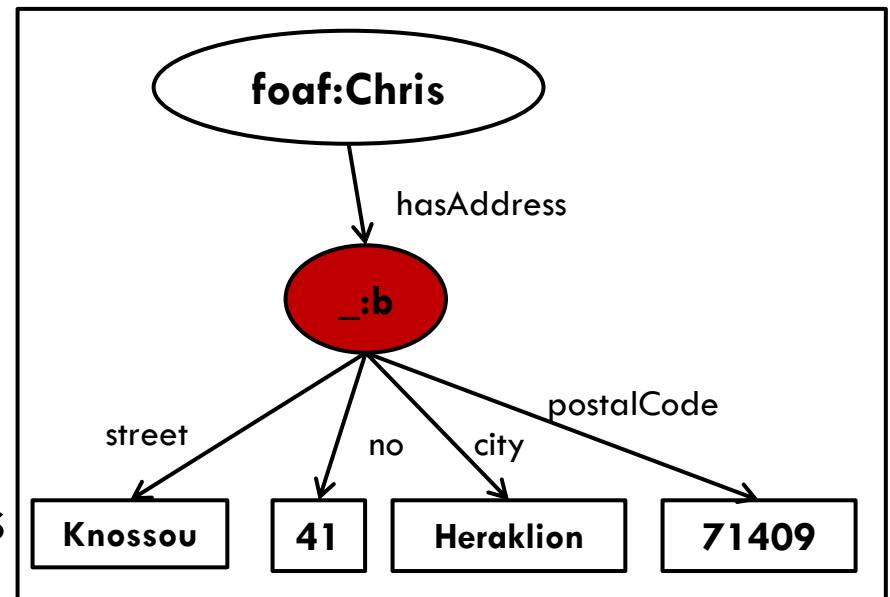 foaf:Chris
hasAddress
_:b
postalCode
street
no
city
s
Knossou
41
Heraklion
71409